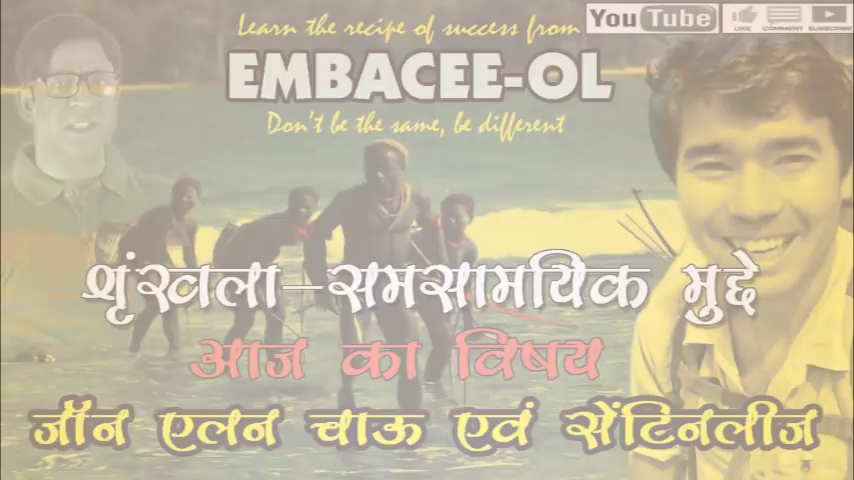 Learn the recipe of success from
YouTube
LIKE COMMENT SUBSCRIBE
EMBACEE-OL
Don't be the same, be different
शृंखला-समसामयिक मुद्दे
आज का विषय
जॉन एलन चाऊ एवं सेंटिनलीज